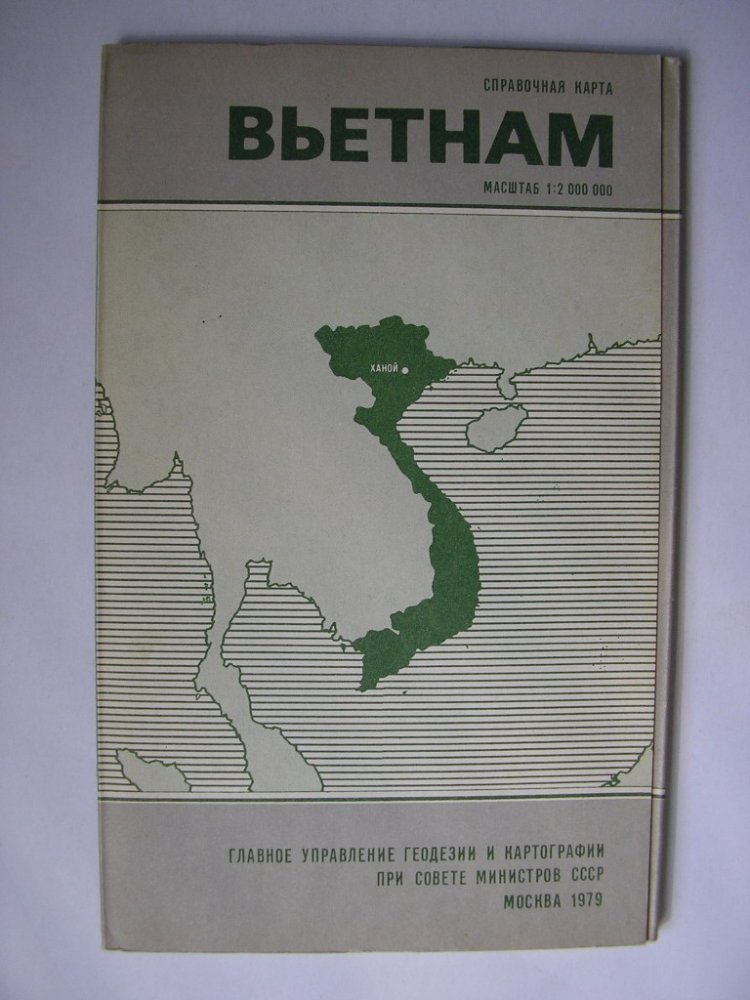 СПРАВОЧНАЯ КАРТА
ВЬЕТНАМ
МАСШТАБ 1:2 000 000
ХАНОЙ
ГЛАВНОЕ УПРАВЛЕНИЕ ГЕОДЕЗИИ И КАРТОГРАФИИ
ПРИ СОВЕТЕ МИНИСТРОВ СССР
МОСКВА 1979